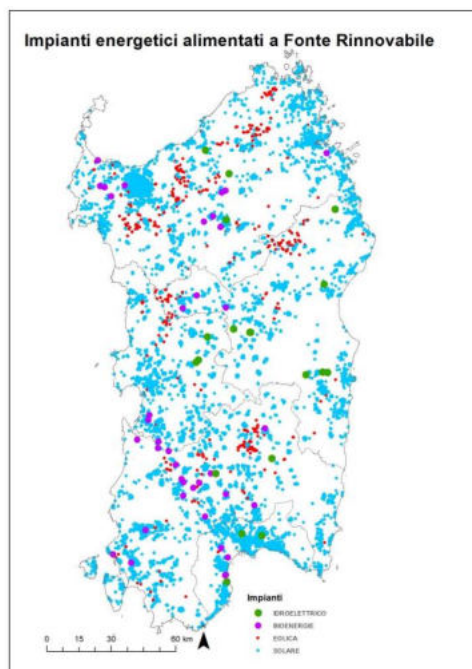 Impianti energetici alimentati a Fonte Rinnovabile
Impianti
IDROELETTRICO
BIOENERGIE
EOLICA
SOLARE
0 15 30 60 km